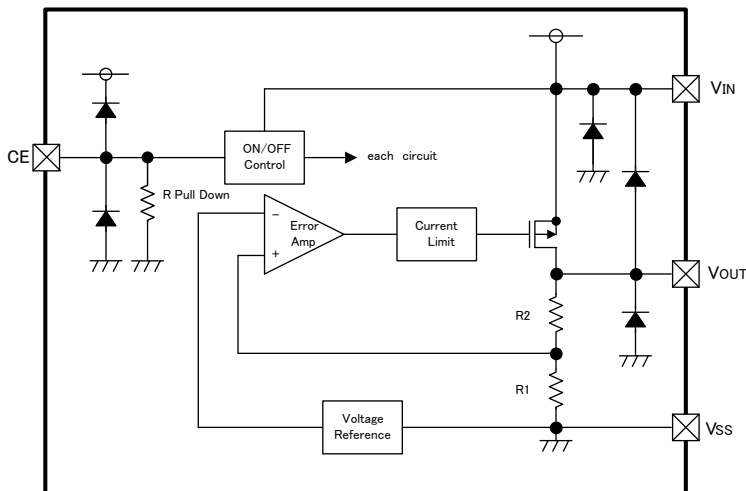 VIN
CE
ON/OFF
Control
each circuit
R Pull Down
−
Error
Amp
+
Current
Limit
VOUT
R2
R1
Voltage
Reference
VSS